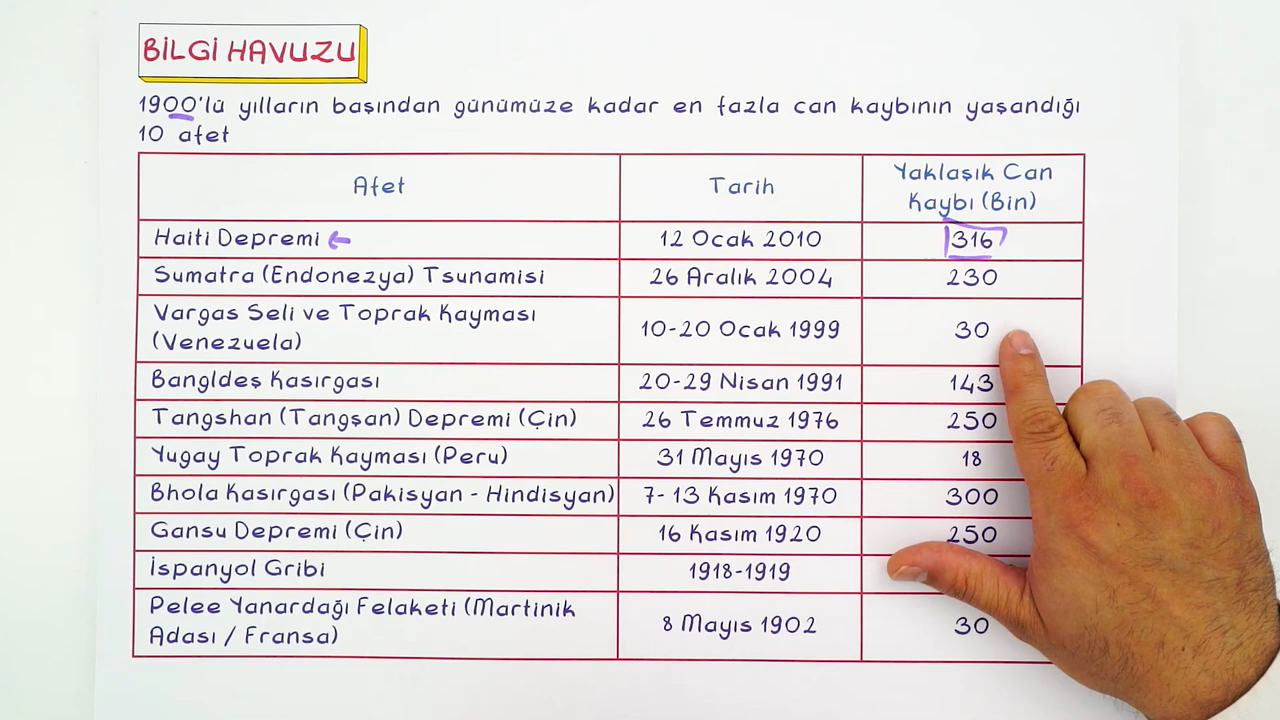 BİLGİ HAVUZU
1900'lü yılların başından günümüze kadar en fazla can kaybının yaşandığı
10 afet
Afet Tarih Yaklaşık Can Kaybı (Bin)
Haiti Depremi 12 Ocak 2010 316
Sumatra (Endonezya) Tsunamisi 26 Aralık 2004 230
Vargas Seli ve Toprak Kayması
(Venezuela) 10-20 Ocak 1999 30
Bangldeş Kasırgası 20-29 Nisan 1991 143
Tangshan (Tangşan) Depremi (Çin) 26 Temmuz 1976 250
Yugay Toprak Kayması (Peru) 31 Mayıs 1970 18
Bhola Kasırgası (Pakisyan - Hindisyan) 7-13 Kasım 1970 300
Gansu Depremi (Çin) 16 Kasım 1920 250
İspanyol Gribi 1918-1919
Pelee Yanardağı Felaketi (Martinik
Adası / Fransa) 8 Mayıs 1902 30